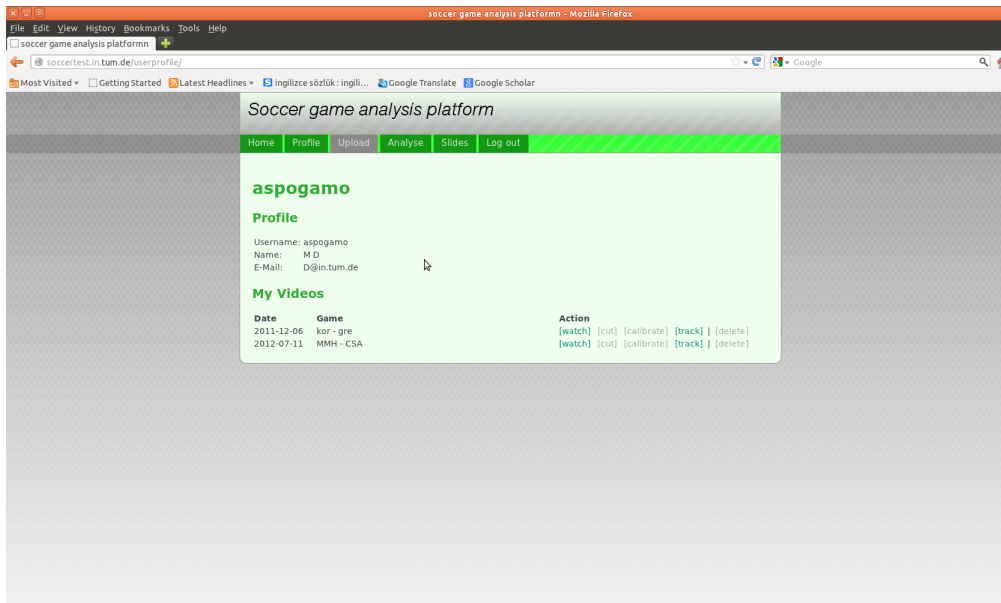 soccer game analysis platformn - Mozilla Firefox
File Edit View History Bookmarks Tools Help
soccer game analysis platformn
soccertest.in.tum.de/userprofile/ Google
Most Visited Getting Started Latest Headlines ingilizce sözlük : ingili... Google Translate Google Scholar
Soccer game analysis platform
Home Profile Upload Analyse Slides Log out
aspogamo
Profile
Username: aspogamo
Name: M D
E-Mail: D@in.tum.de
My Videos
Date Game Action
2011-12-06 kor - gre [watch] [cut] [calibrate] [track] | [delete]
2012-07-11 MMH - CSA [watch] [cut] [calibrate] [track] | [delete]